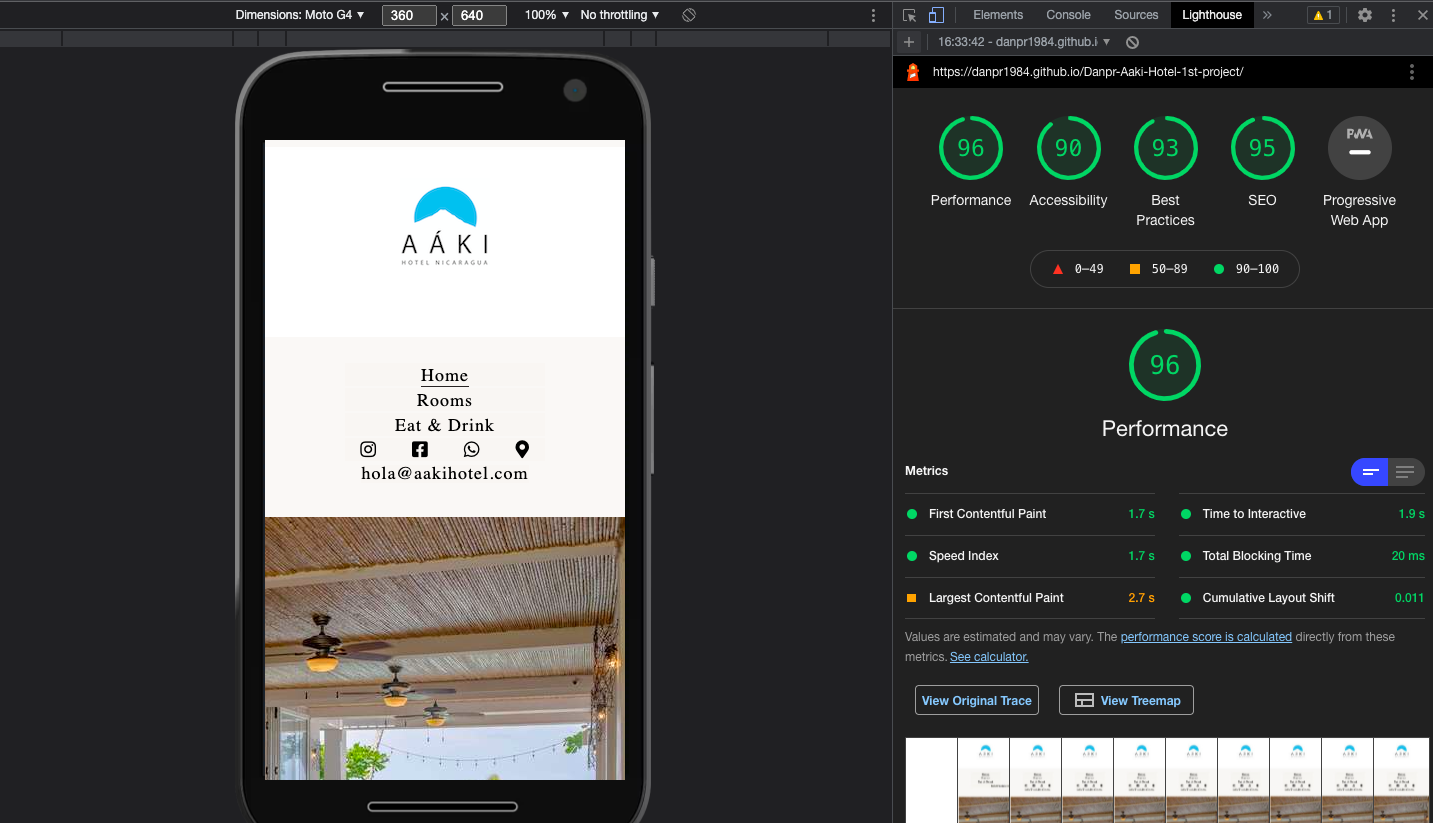 Dimensions: Moto G4 ▼ 360 × 640 100% ▼ No throttling ▼
Elements Console Sources Lighthouse » 1
16:33:42 - danpr1984.github.i ▼
https://danpr1984.github.io/Danpr-Aaki-Hotel-1st-project/
AÁKI
HOTEL NICARAGUA
Home
Rooms
Eat & Drink
hola@aakihotel.com
96 90 93 95 PWA
Performance Accessibility Best Practices SEO Progressive Web App
0–49 50–89 90–100
96
Performance
Metrics
First Contentful Paint 1.7 s Time to Interactive 1.9 s
Speed Index 1.7 s Total Blocking Time 20 ms
Largest Contentful Paint 2.7 s Cumulative Layout Shift 0.011
Values are estimated and may vary. The performance score is calculated directly from these
metrics. See calculator.
View Original Trace View Treemap